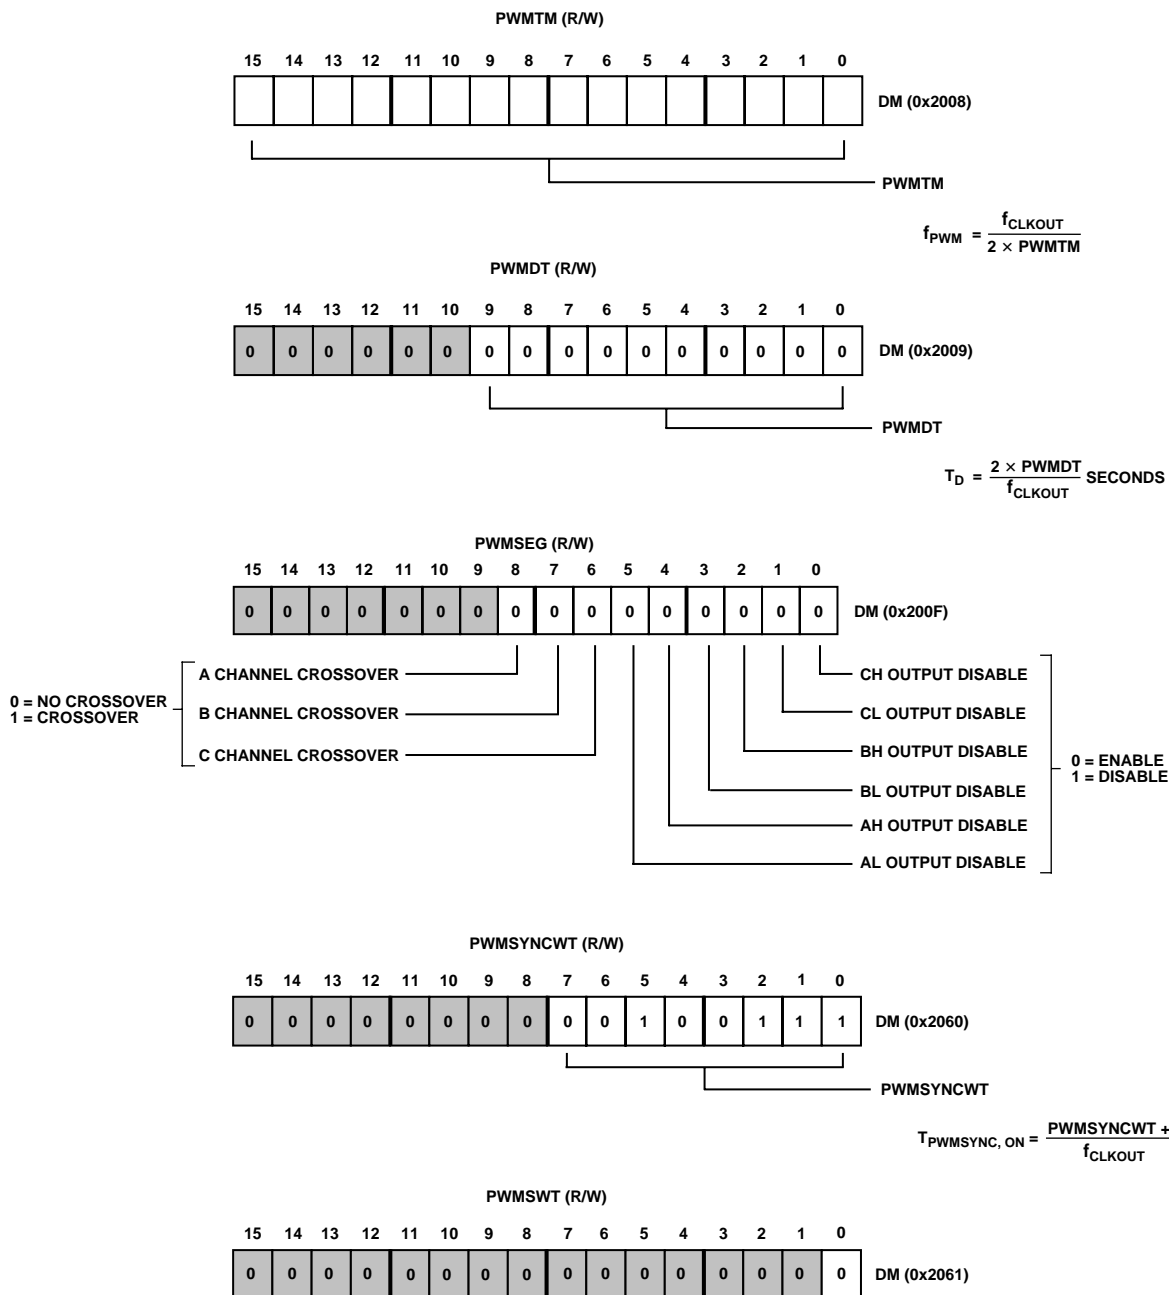 PWMTM (R/W)
15 14 13 12 11 10 9 8 7 6 5 4 3 2 1 0
DM (0x2008)
PWMTM
f_PWM = f_CLKOUT / 2 × PWMTM
PWMDT (R/W)
15 14 13 12 11 10 9 8 7 6 5 4 3 2 1 0
0 0 0 0 0 0 0 0 0 0 0 0 0 0 0 0 DM (0x2009)
PWMDT
T_D = 2 × PWMDT / f_CLKOUT SECONDS
PWMSEG (R/W)
15 14 13 12 11 10 9 8 7 6 5 4 3 2 1 0
0 0 0 0 0 0 0 0 0 0 0 0 0 0 0 0 DM (0x200F)
0 = NO CROSSOVER
1 = CROSSOVER
A CHANNEL CROSSOVER
B CHANNEL CROSSOVER
C CHANNEL CROSSOVER
CH OUTPUT DISABLE
CL OUTPUT DISABLE
BH OUTPUT DISABLE
BL OUTPUT DISABLE
AH OUTPUT DISABLE
AL OUTPUT DISABLE
0 = ENABLE
1 = DISABLE
PWMSYNCWT (R/W)
15 14 13 12 11 10 9 8 7 6 5 4 3 2 1 0
0 0 0 0 0 0 0 0 0 0 1 0 0 1 1 1 DM (0x2060)
PWMSYNCWT
T_PWMSYNC, ON = PWMSYNCWT + / f_CLKOUT
PWMSWT (R/W)
15 14 13 12 11 10 9 8 7 6 5 4 3 2 1 0
0 0 0 0 0 0 0 0 0 0 0 0 0 0 0 0 DM (0x2061)